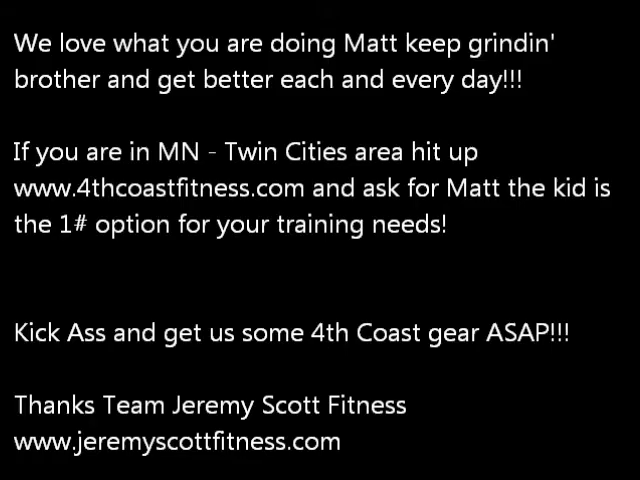 We love what you are doing Matt keep grindin'
brother and get better each and every day!!!
If you are in MN - Twin Cities area hit up
www.4thcoastfitness.com and ask for Matt the kid is
the 1# option for your training needs!
Kick Ass and get us some 4th Coast gear ASAP!!!
Thanks Team Jeremy Scott Fitness
www.jeremyscottfitness.com